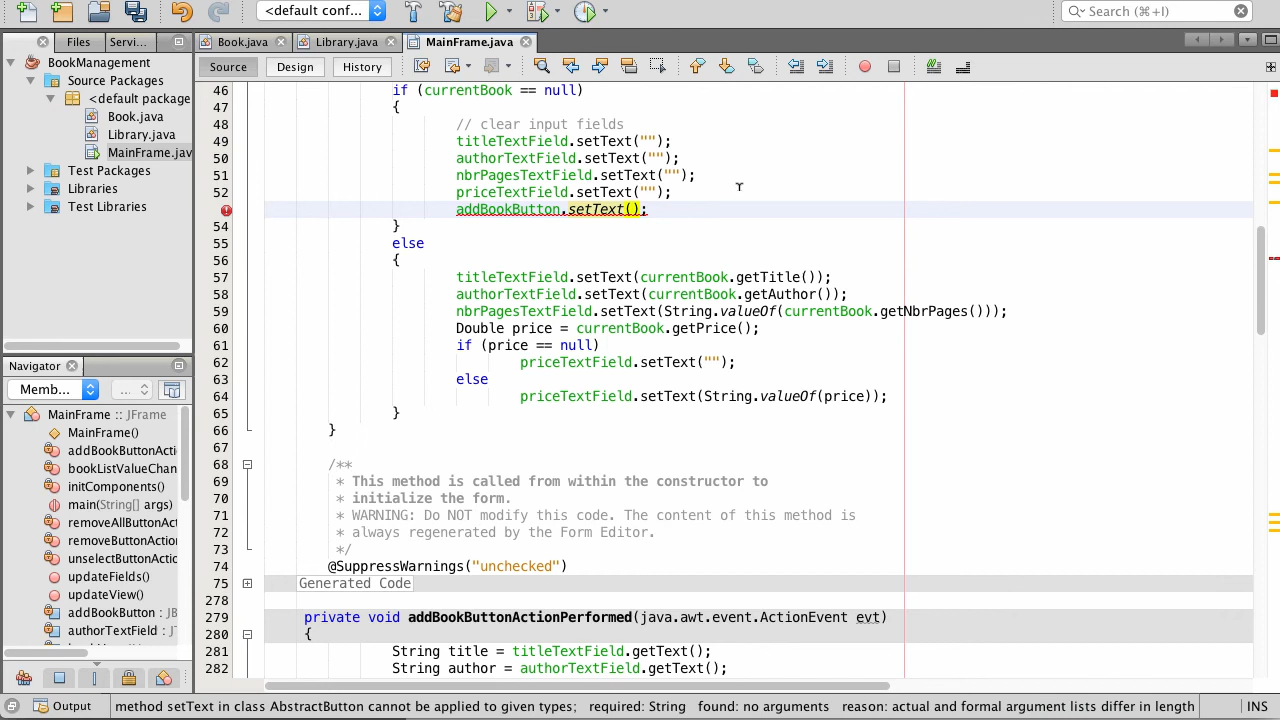 <default conf...
Search (⌘+I)
Files
Servi...
Book.java
Library.java
MainFrame.java
BookManagement
Source Packages
<default package
Book.java
Library.java
MainFrame.jav
Test Packages
Libraries
Test Libraries
Source
Design
History
46 if (currentBook == null)
47 {
48 // clear input fields
49 titleTextField.setText("");
50 authorTextField.setText("");
51 nbrPagesTextField.setText("");
52 priceTextField.setText("");
addBookButton.setText();
54 }
55 else
56 {
57 titleTextField.setText(currentBook.getTitle());
58 authorTextField.setText(currentBook.getAuthor());
59 nbrPagesTextField.setText(String.valueOf(currentBook.getNbrPages()));
60 Double price = currentBook.getPrice();
61 if (price == null)
62 priceTextField.setText("");
63 else
64 priceTextField.setText(String.valueOf(price));
65 }
66 }
67
68 /**
69 * This method is called from within the constructor to
70 * initialize the form.
71 * WARNING: Do NOT modify this code. The content of this method is
72 * always regenerated by the Form Editor.
73 */
74 @SuppressWarnings("unchecked")
75 Generated Code
278
279 private void addBookButtonActionPerformed(java.awt.event.ActionEvent evt)
280 {
281 String title = titleTextField.getText();
282 String author = authorTextField.getText();
Navigator
Memb...
...
MainFrame :: JFrame
MainFrame()
addBookButtonActi
bookListValueChan
initComponents()
main(String[] args)
removeAllButtonAct
removeButtonAction
unselectButtonActic
updateFields()
updateView()
addBookButton : JB
authorTextField : JT
Output
method setText in class AbstractButton cannot be applied to given types; required: String found: no arguments reason: actual and formal argument lists differ in length
INS